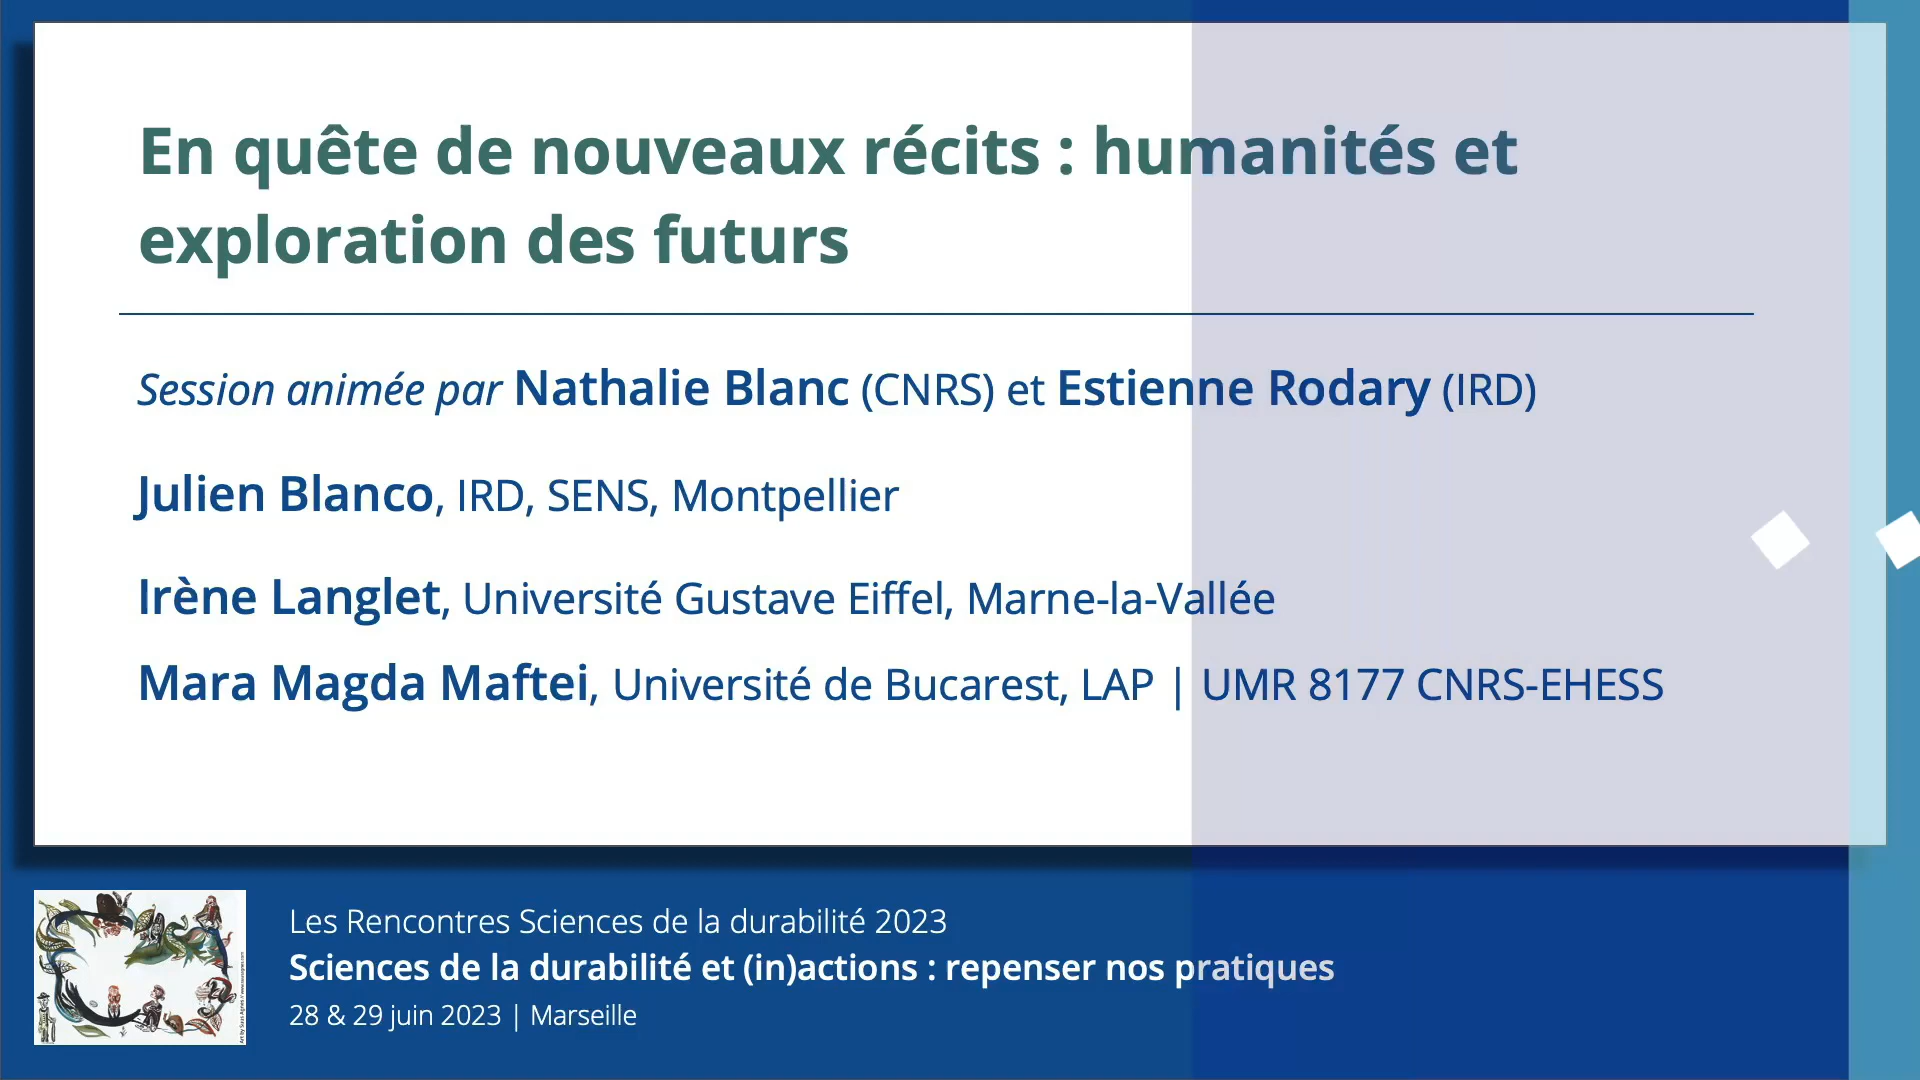 En quête de nouveaux récits : humanités et
exploration des futurs
Session animée par Nathalie Blanc (CNRS) et Estienne Rodary (IRD)
Julien Blanco, IRD, SENS, Montpellier
Irène Langlet, Université Gustave Eiffel, Marne-la-Vallée
Mara Magda Maftei, Université de Bucarest, LAP | UMR 8177 CNRS-EHESS
Les Rencontres Sciences de la durabilité 2023
Sciences de la durabilité et (in)actions : repenser nos pratiques
28 & 29 juin 2023 | Marseille